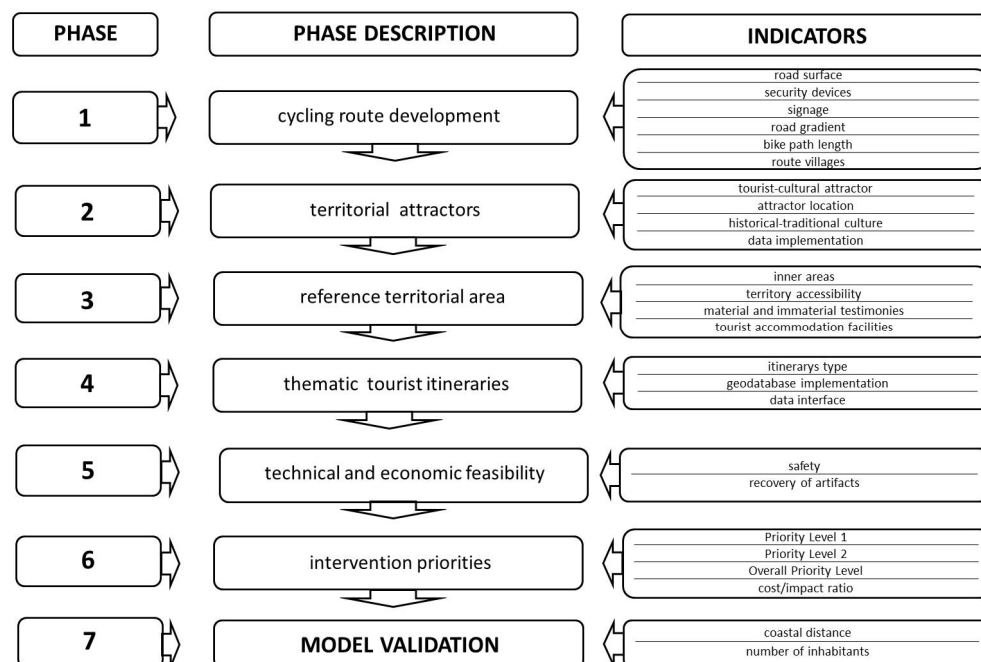 PHASE
PHASE DESCRIPTION
INDICATORS
1
cycling route development
road surface
security devices
signage
road gradient
bike path length
route villages
2
territorial attractors
tourist-cultural attractor
attractor location
historical-traditional culture
data implementation
3
reference territorial area
inner areas
territory accessibility
material and immaterial testimonies
tourist accommodation facilities
4
thematic tourist itineraries
itinerarys type
geodatabase implementation
data interface
5
technical and economic feasibility
safety
recovery of artifacts
6
intervention priorities
Priority Level 1
Priority Level 2
Overall Priority Level
cost/impact ratio
7
MODEL VALIDATION
coastal distance
number of inhabitants